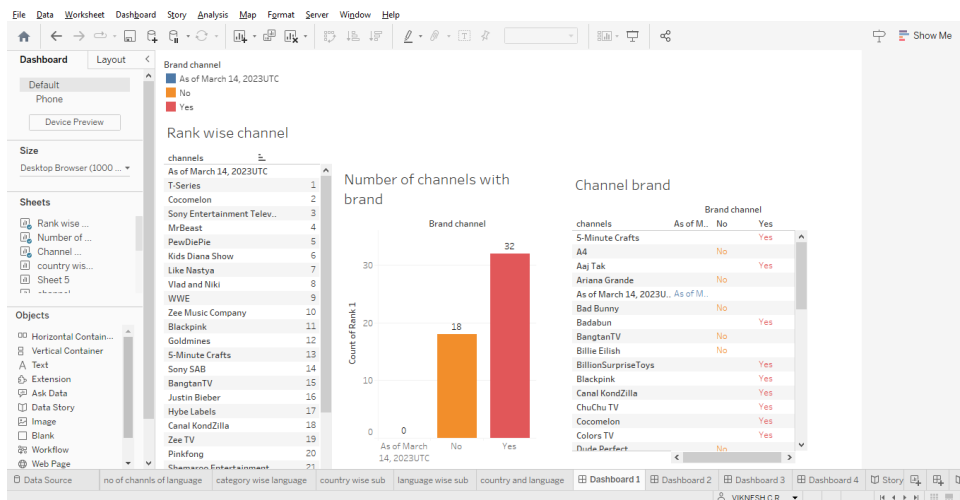 File Data Worksheet Dashboard Story Analysis Map Format Server Window Help
Show Me
Dashboard Layout
Default
Phone
Device Preview
Size
Desktop Browser (1000 ...
Sheets
Rank wise ...
Number of ...
Channel ...
country wis...
Sheet 5
Objects
Horizontal Contain...
Vertical Container
Text
Extension
Ask Data
Data Story
Image
Blank
Workflow
Web Page
Brand channel
As of March 14, 2023UTC
No
Yes
Rank wise channel
channels
As of March 14, 2023UTC
T-Series 1
Cocomelon 2
Sony Entertainment Telev.. 3
MrBeast 4
PewDiePie 5
Kids Diana Show 6
Like Nastya 7
Vlad and Niki 8
WWE 9
Zee Music Company 10
Blackpink 11
Goldmines 12
5-Minute Crafts 13
Sony SAB 14
BangtanTV 15
Justin Bieber 16
Hybe Labels 17
Canal KondZilla 18
Zee TV 19
Pinkfong 20
Shemaroo Entertainment 21
Number of channels with
brand
Brand channel
Count of Rank 1
30
20
10
0
0
18
32
As of March
14, 2023UTC
No
Yes
Channel brand
Brand channel
channels As of M.. No Yes
5-Minute Crafts Yes
A4 No
Aaj Tak Yes
Ariana Grande No
As of March 14, 2023U.. As of M..
Bad Bunny No
Badabun Yes
BangtanTV No
Billie Eilish No
BillionSurpriseToys Yes
Blackpink Yes
Canal KondZilla Yes
ChuChu TV Yes
Cocomelon Yes
Colors TV Yes
Dude Perfect No
Data Source no of channls of language category wise language country wise sub language wise sub country and language Dashboard 1 Dashboard 2 Dashboard 3 Dashboard 4 Story
VIKNESH C R